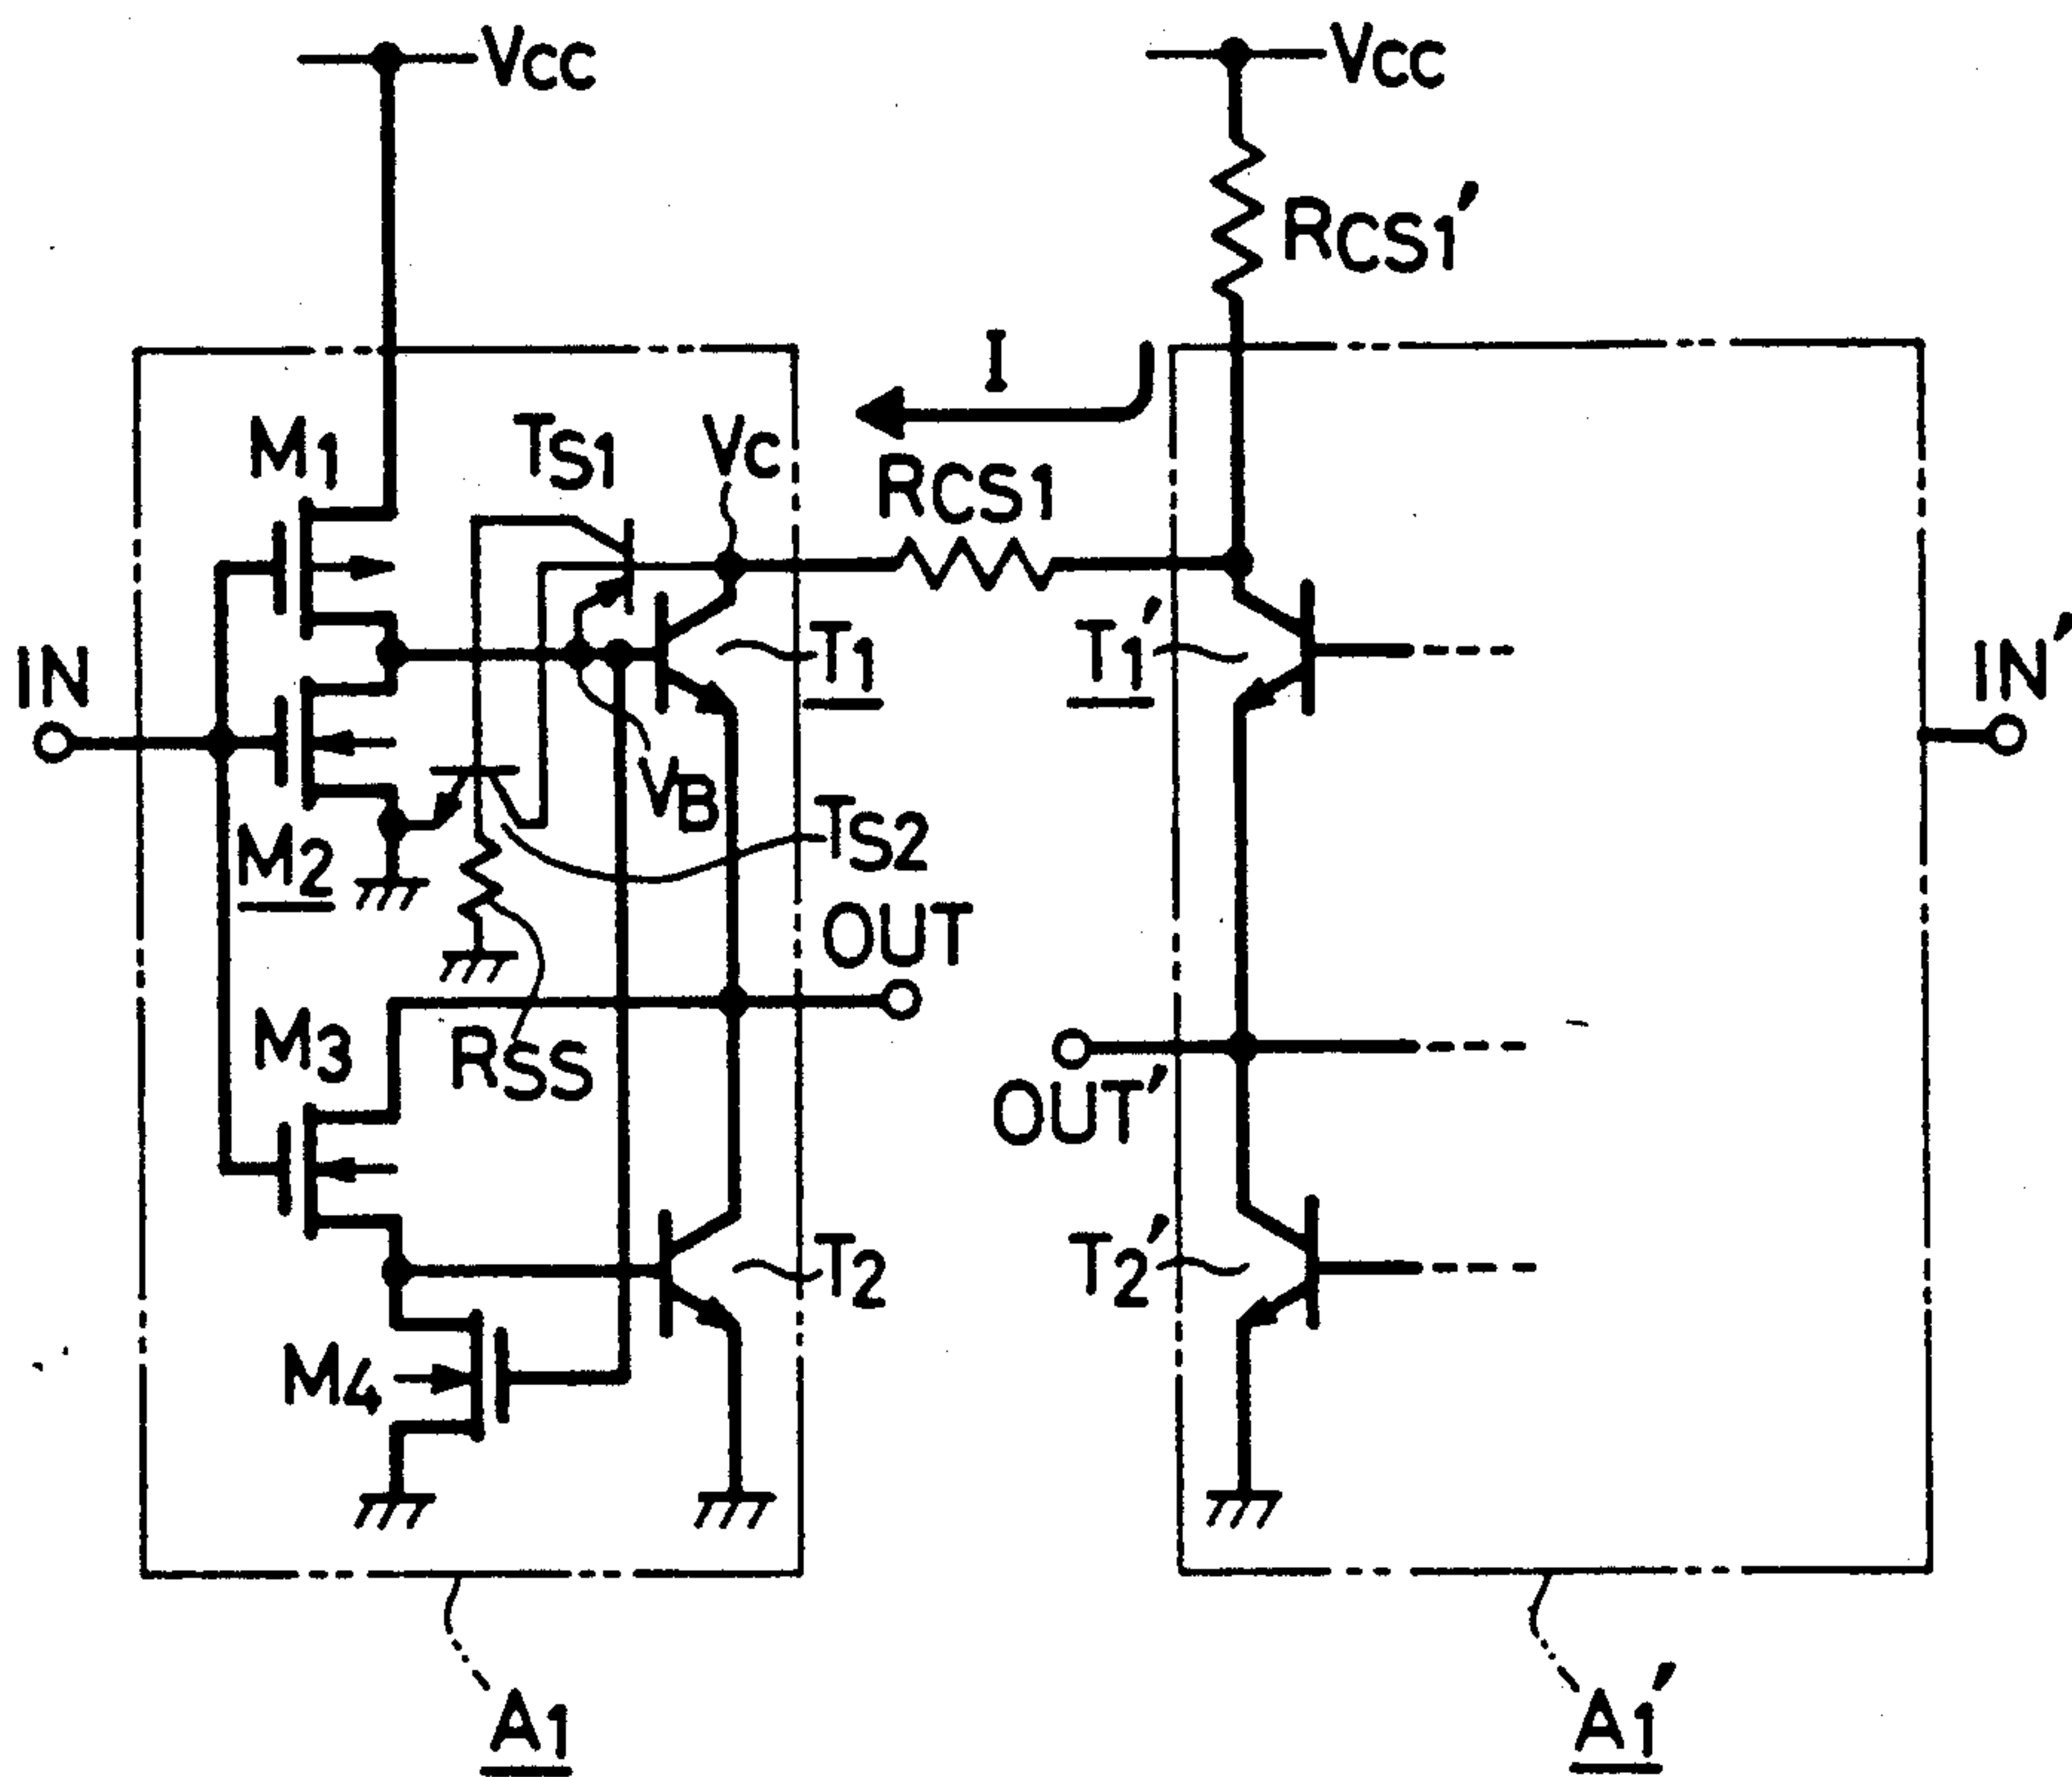 VCC
VCC
RCS1'
I
M1
TS1
VC
RCS1
IN
T1
T1'
IN'
VB
TS2
M2
OUT
M3
RSS
OUT'
T2
T2'
M4
A1
A1'